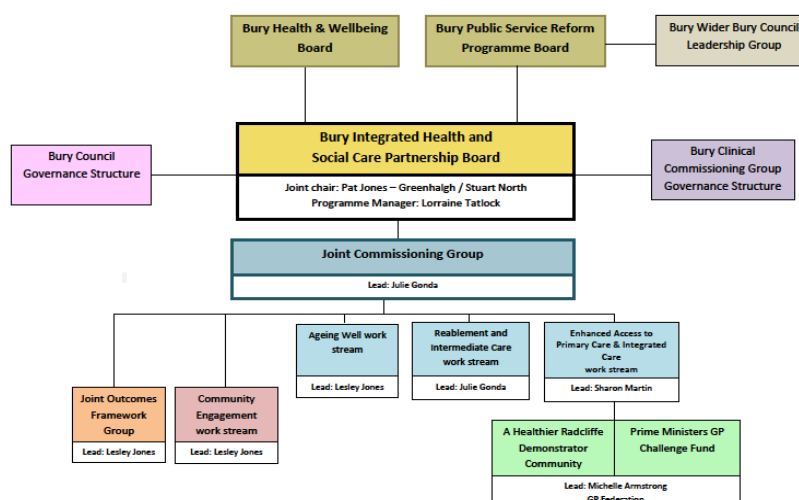 Bury Health & Wellbeing
Board
Bury Public Service Reform
Programme Board
Bury Wider Bury Council
Leadership Group
Bury Council
Governance Structure
Bury Integrated Health and
Social Care Partnership Board
Joint chair: Pat Jones – Greenhalgh / Stuart North
Programme Manager: Lorraine Tatlock
Bury Clinical
Commissioning Group
Governance Structure
Joint Commissioning Group
Lead: Julie Gonda
Ageing Well work
stream
Lead: Lesley Jones
Reablement and
Intermediate Care
work stream
Lead: Julie Gonda
Enhanced Access to
Primary Care & Integrated
Care
work stream
Lead: Sharon Martin
Joint Outcomes
Framework
Group
Lead: Lesley Jones
Community
Engagement
work stream
Lead: Lesley Jones
A Healthier Radcliffe
Demonstrator
Community
Prime Ministers GP
Challenge Fund
Lead: Michelle Armstrong
GP Federation